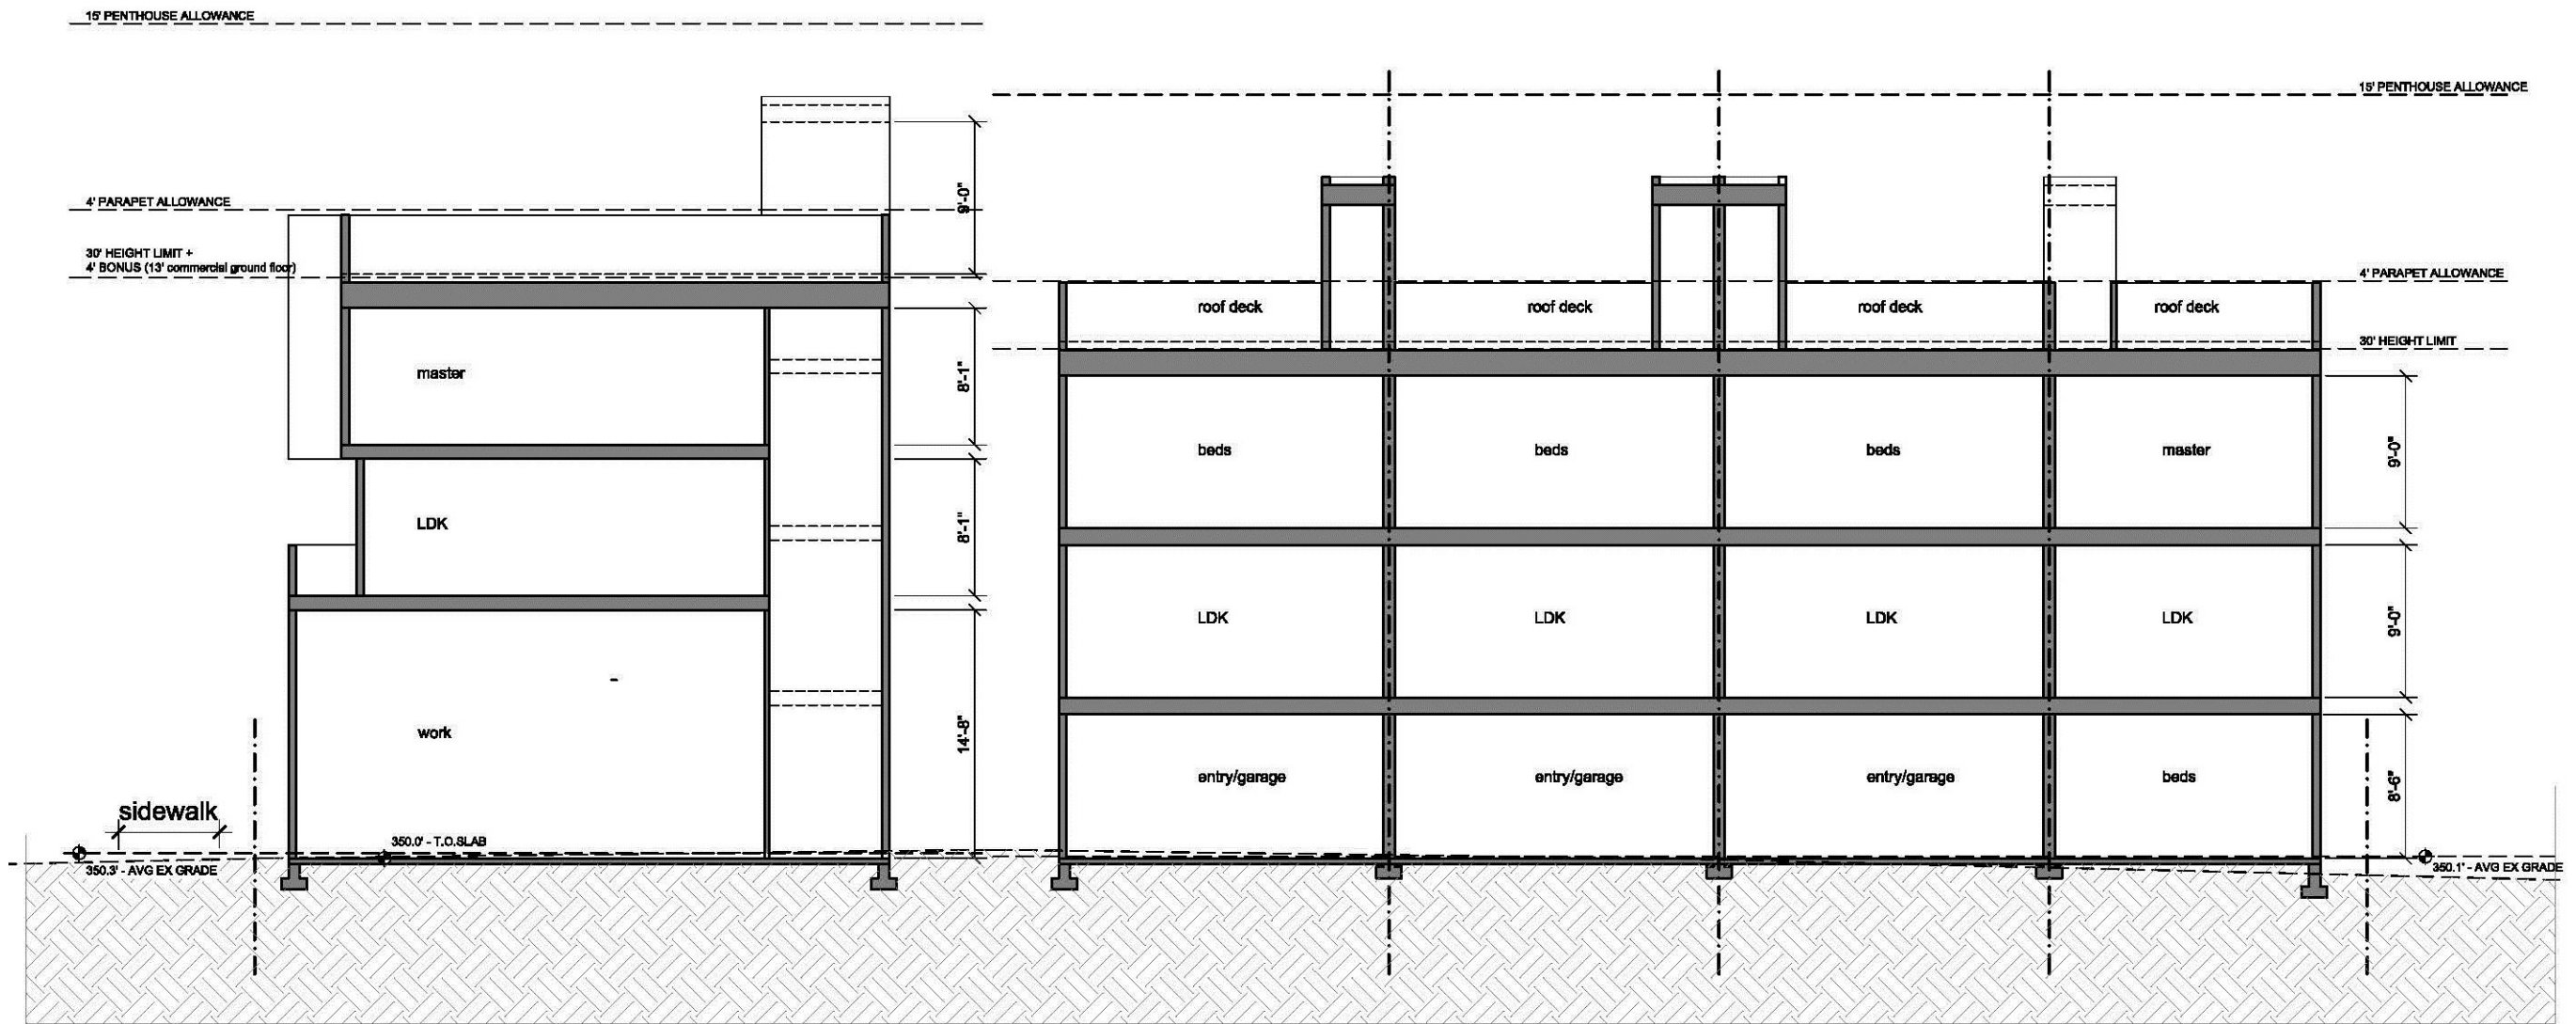 15' PENTHOUSE ALLOWANCE
15' PENTHOUSE ALLOWANCE
9'-0"
4' PARAPET ALLOWANCE
30' HEIGHT LIMIT +
4' BONUS (13' commercial ground floor)
4' PARAPET ALLOWANCE
roof deck
roof deck
roof deck
roof deck
30' HEIGHT LIMIT
master
8'-1"
beds
beds
beds
master
9'-0"
LDK
8'-1"
LDK
LDK
LDK
LDK
9'-0"
work
14'-8"
entry/garage
entry/garage
entry/garage
beds
8'-6"
sidewalk
350.0' - T.O.SLAB
350.3' - AVG EX GRADE
350.1' - AVG EX GRADE